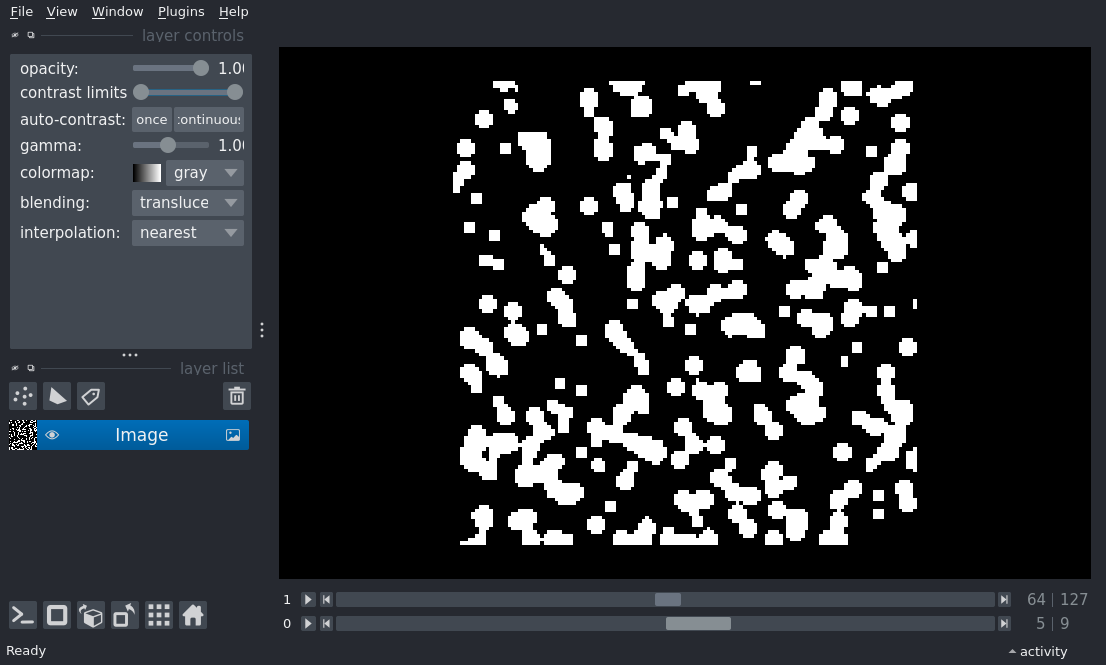 File View Window Plugins Help
layer controls
opacity: 1.00
contrast limits
auto-contrast: once continuous
gamma: 1.00
colormap: gray
blending: transluce
interpolation: nearest
layer list
Image
1 64 | 127
0 5 | 9
Ready activity